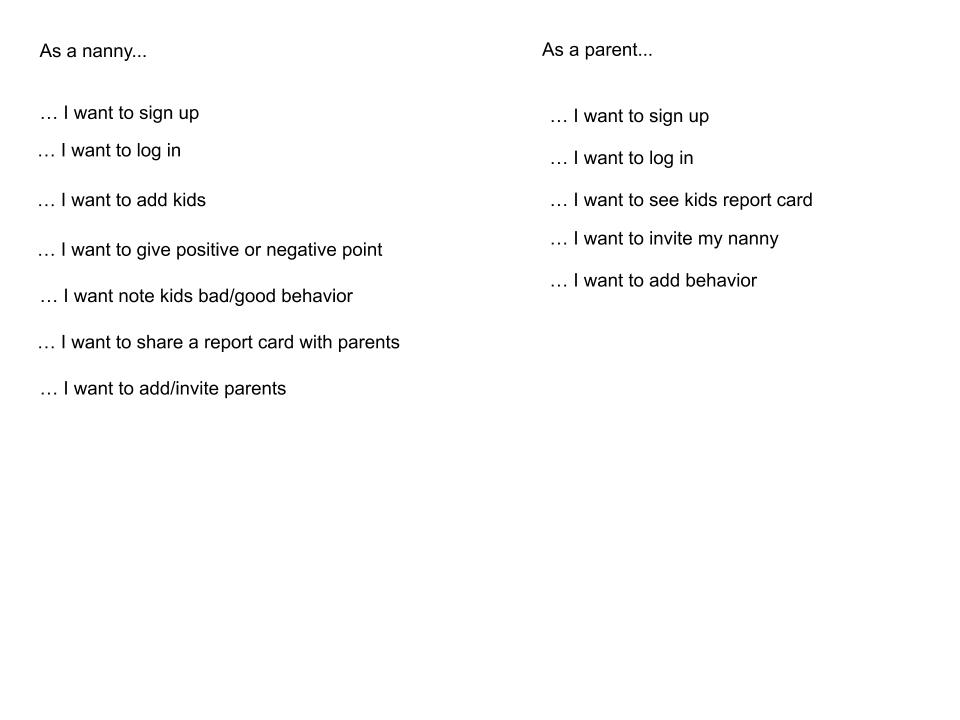 As a nanny...
… I want to sign up
… I want to log in
… I want to add kids
… I want to give positive or negative point
… I want note kids bad/good behavior
… I want to share a report card with parents
… I want to add/invite parents
As a parent...
… I want to sign up
… I want to log in
… I want to see kids report card
… I want to invite my nanny
… I want to add behavior